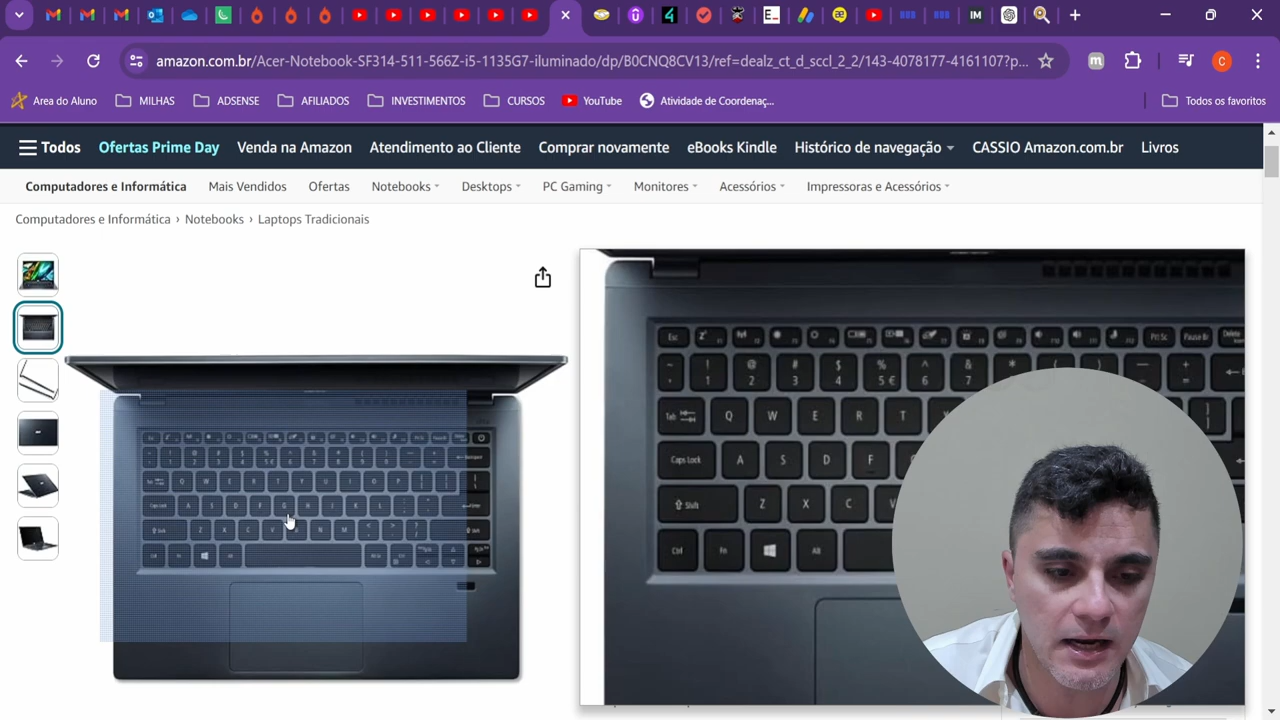 amazon.com.br/Acer-Notebook-SF314-511-566Z-i5-1135G7-iluminado/dp/B0CNQ8CV13/ref=dealz_ct_d_sccl_2_2/143-4078177-4161107?p...
Area do Aluno MILHAS ADSENSE AFILIADOS INVESTIMENTOS CURSOS YouTube Atividade de Coordenaç... Todos os favoritos
Todos Ofertas Prime Day Venda na Amazon Atendimento ao Cliente Comprar novamente eBooks Kindle Histórico de navegação CASSIO Amazon.com.br Livros
Computadores e Informática Mais Vendidos Ofertas Notebooks Desktops PC Gaming Monitores Acessórios Impressoras e Acessórios
Computadores e Informática › Notebooks › Laptops Tradicionais
Esc
Tab Q W E R T
Caps Lock A S D F
Shift Z X C
Ctrl Fn Alt